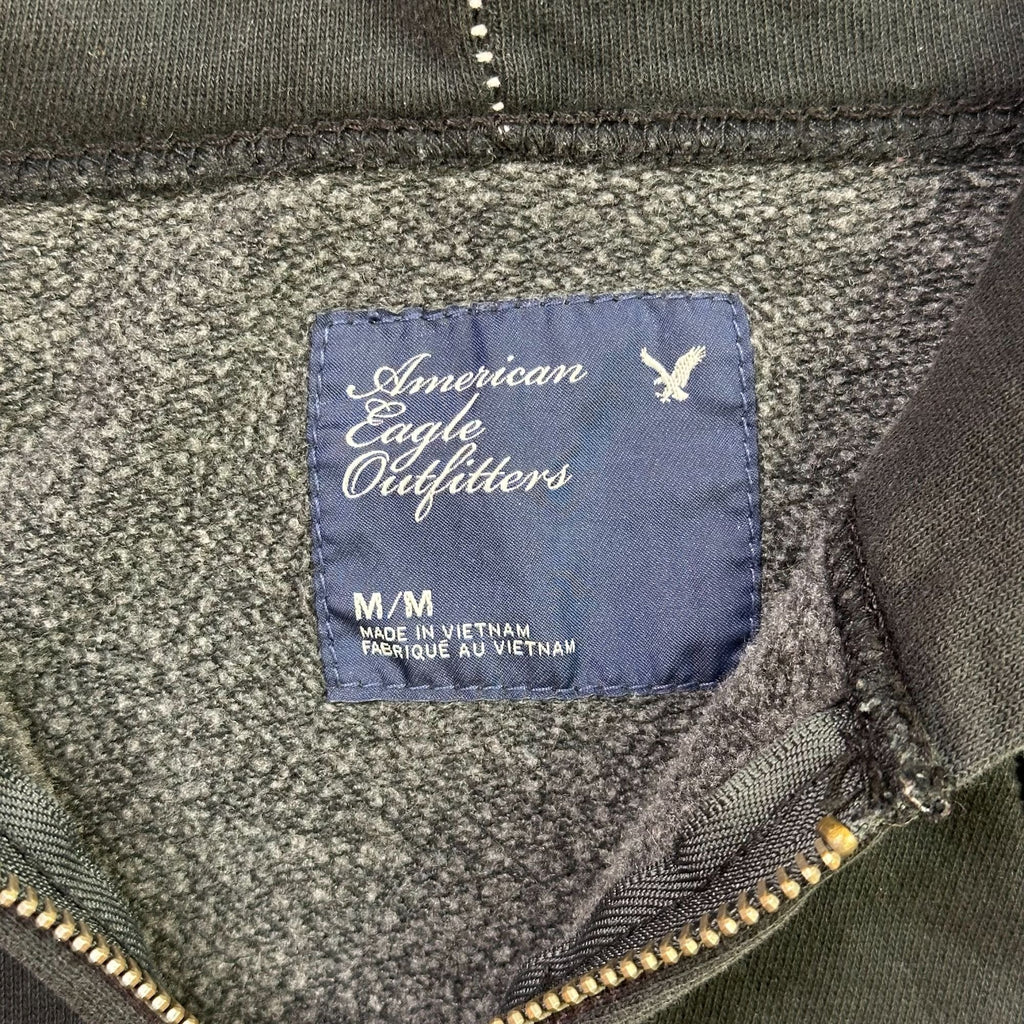 American
Eagle
Outfitters
M/M
MADE IN VIETNAM
FABRIQUÉ AU VIETNAM